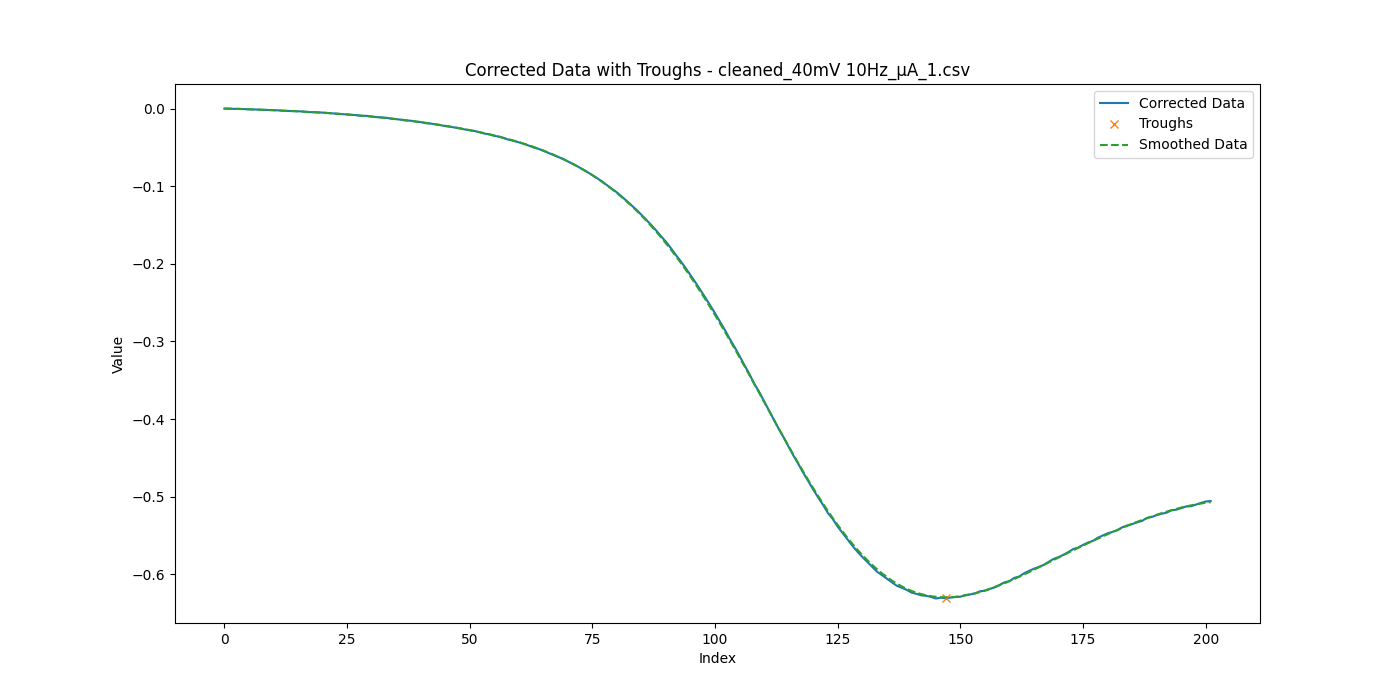 Corrected Data with Troughs - cleaned_40mV 10Hz_µA_1.csv
Corrected Data
Troughs
Smoothed Data
Value
0.0
−0.1
−0.2
−0.3
−0.4
−0.5
−0.6
0 25 50 75 100 125 150 175 200
Index